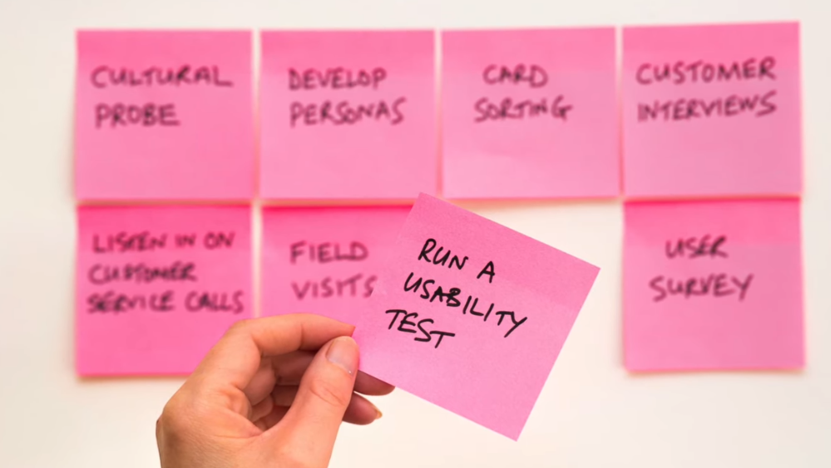 CULTURAL
PROBE
DEVELOP
PERSONAS
CARD
SORTING
CUSTOMER
INTERVIEWS
LISTEN IN ON
CUSTOMER
SERVICE CALLS
FIELD
VISITS
RUN A
USABILITY
TEST
USER
SURVEY